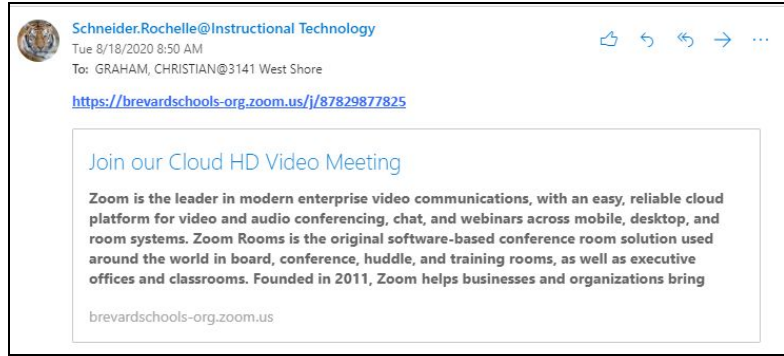 Schneider.Rochelle@Instructional Technology
Tue 8/18/2020 8:50 AM
To: GRAHAM, CHRISTIAN@3141 West Shore
https://brevardschools-org.zoom.us/j/87829877825
Join our Cloud HD Video Meeting
Zoom is the leader in modern enterprise video communications, with an easy, reliable cloud
platform for video and audio conferencing, chat, and webinars across mobile, desktop, and
room systems. Zoom Rooms is the original software-based conference room solution used
around the world in board, conference, huddle, and training rooms, as well as executive
offices and classrooms. Founded in 2011, Zoom helps businesses and organizations bring
brevardschools-org.zoom.us